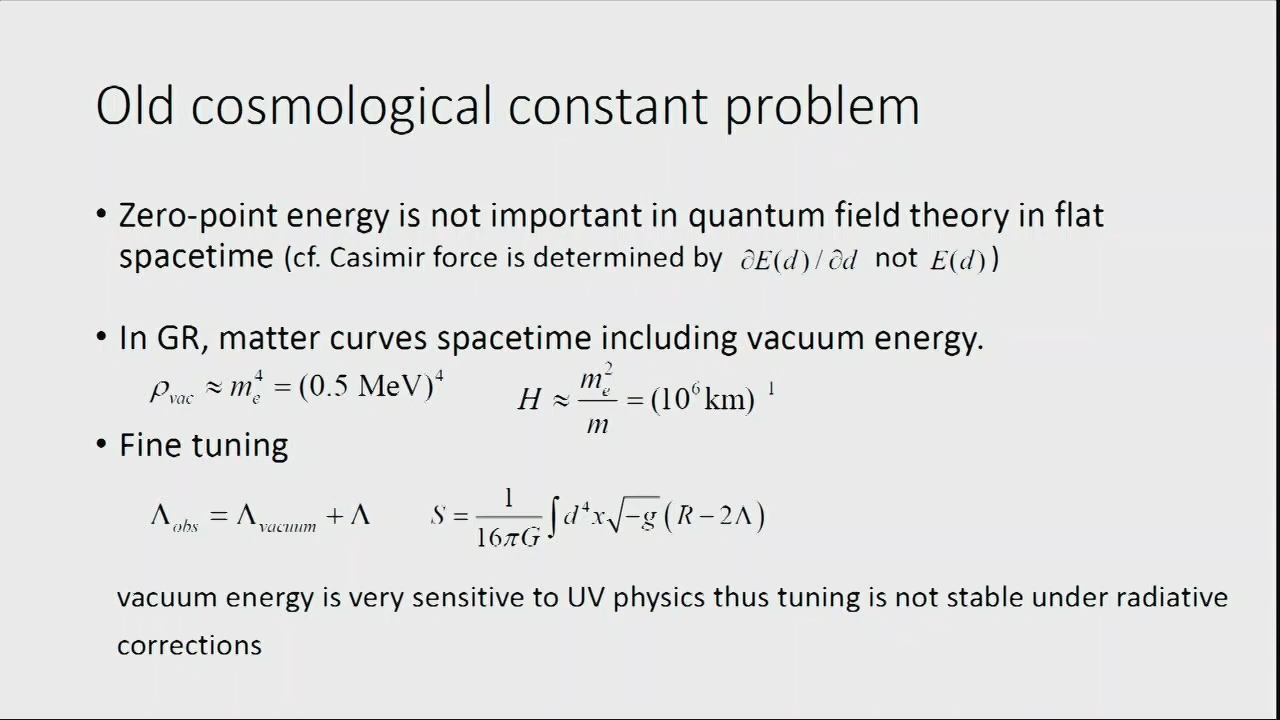 Old cosmological constant problem
• Zero-point energy is not important in quantum field theory in flat
spacetime (cf. Casimir force is determined by ∂E(d)/∂d not E(d))
• In GR, matter curves spacetime including vacuum energy.
ρ_vac ≈ m_e^4 = (0.5 MeV)^4 H ≈ m_e^2/m = (10^6 km) ^1
• Fine tuning
Λ_obs = Λ_vacuum + Λ S = 1/16πG ∫ d^4x√-g (R − 2Λ)
vacuum energy is very sensitive to UV physics thus tuning is not stable under radiative
corrections